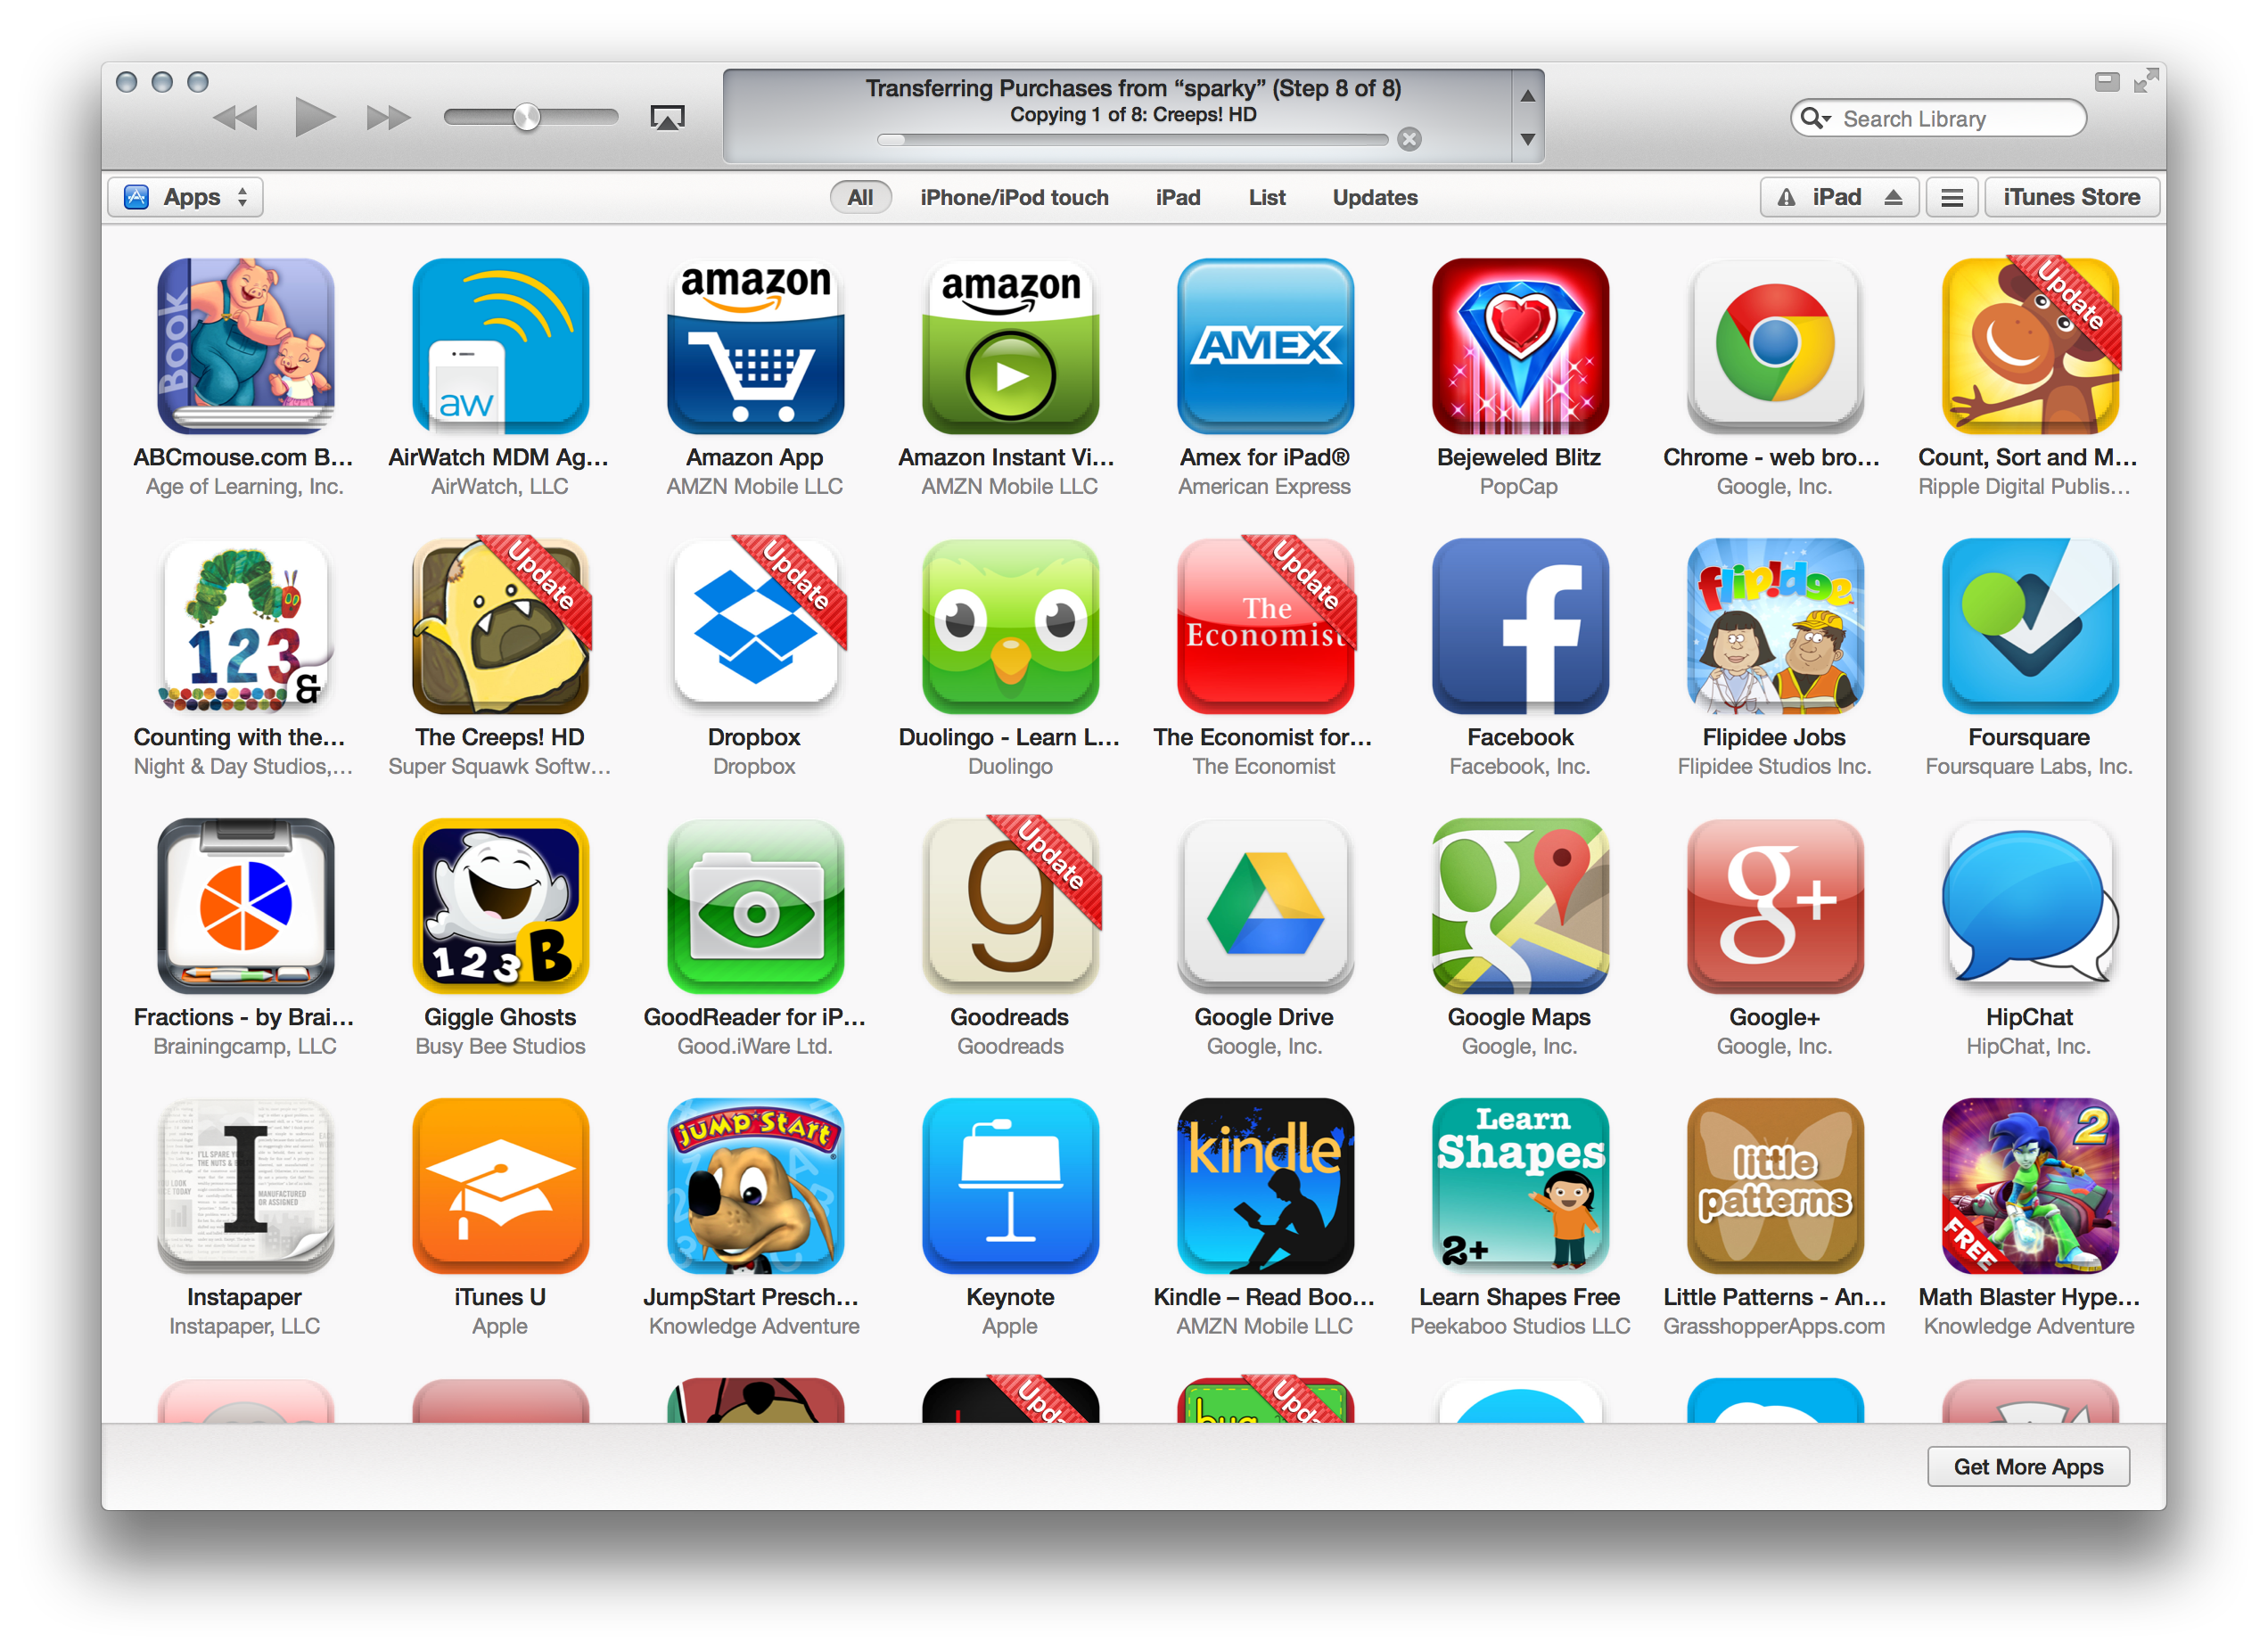 Transferring Purchases from “sparky” (Step 8 of 8)
Copying 1 of 8: Creeps! HD
Search Library
Apps
All
iPhone/iPod touch
iPad
List
Updates
iPad
iTunes Store
Book
aw
amazon
amazon
AMEX
Update
ABCmouse.com B...
AirWatch MDM Ag...
Amazon App
Amazon Instant Vi...
Amex for iPad®
Bejeweled Blitz
Chrome - web bro...
Count, Sort and M...
Age of Learning, Inc.
AirWatch, LLC
AMZN Mobile LLC
AMZN Mobile LLC
American Express
PopCap
Google, Inc.
Ripple Digital Publis...
123
&
Update
Update
The
Economist
Update
f
flip!dee
Counting with the...
The Creeps! HD
Dropbox
Duolingo - Learn L...
The Economist for...
Facebook
Flipidee Jobs
Foursquare
Night & Day Studios,...
Super Squawk Softw...
Dropbox
Duolingo
The Economist
Facebook, Inc.
Flipidee Studios Inc.
Foursquare Labs, Inc.
123 B
g
Update
g
g+
Fractions - by Brai...
Giggle Ghosts
GoodReader for iP...
Goodreads
Google Drive
Google Maps
Google+
HipChat
Brainingcamp, LLC
Busy Bee Studios
Good.iWare Ltd.
Goodreads
Google, Inc.
Google, Inc.
Google, Inc.
HipChat, Inc.
I
MANUFACTURED
OR ASSIGNED
JUMPSTART
kindle
Learn
Shapes
2+
little
patterns
2
FREE
Instapaper
iTunes U
JumpStart Presch...
Keynote
Kindle – Read Boo...
Learn Shapes Free
Little Patterns - An...
Math Blaster Hype...
Instapaper, LLC
Apple
Knowledge Adventure
Apple
AMZN Mobile LLC
Peekaboo Studios LLC
GrasshopperApps.com
Knowledge Adventure
Get More Apps